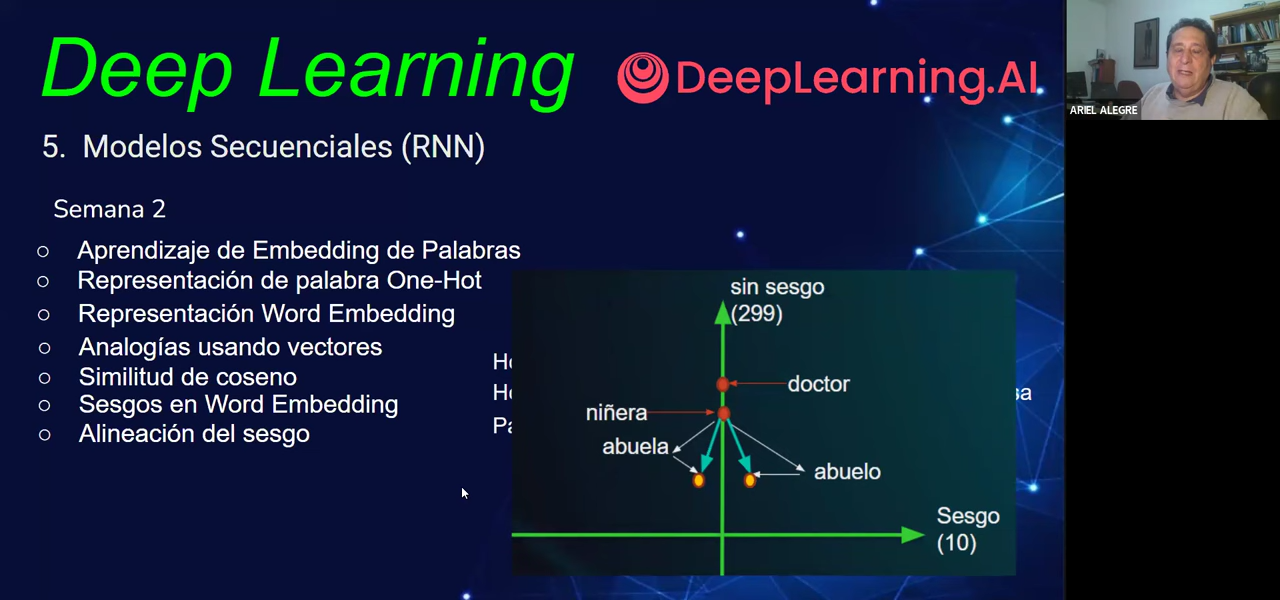 Deep Learning
DeepLearning.AI
ARIEL ALEGRE
5. Modelos Secuenciales (RNN)
Semana 2
Aprendizaje de Embedding de Palabras
Representación de palabra One-Hot
Representación Word Embedding
Analogías usando vectores
Similitud de coseno
Sesgos en Word Embedding
Alineación del sesgo
sin sesgo
(299)
doctor
niñera
abuela
abuelo
Sesgo
(10)